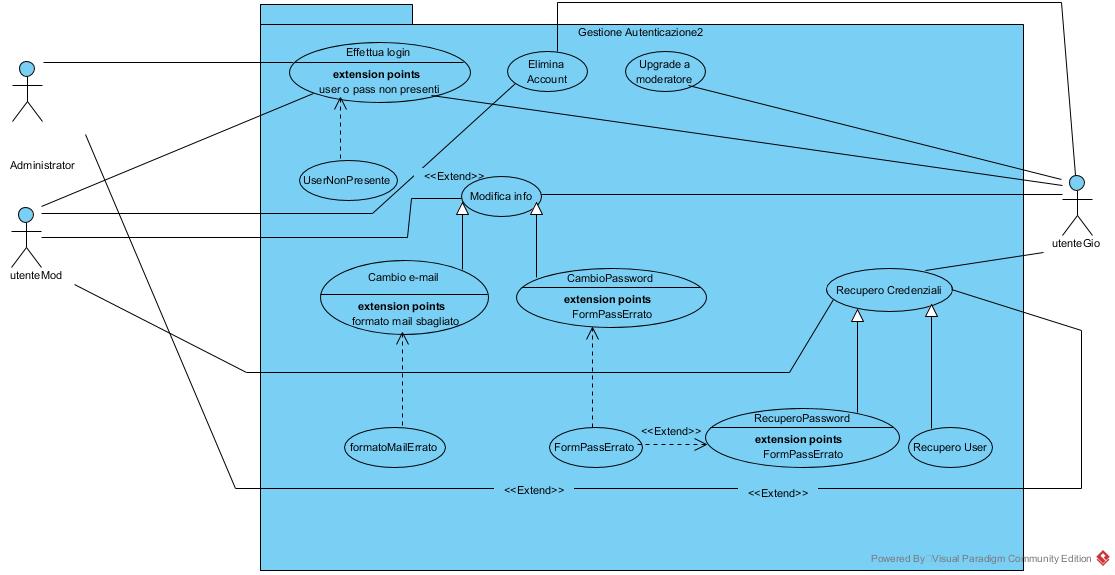 Gestione Autenticazione2
Effettua login
extension points
user o pass non presenti
Elimina
Account
Upgrade a
moderatore
Administrator
UserNonPresente
<<Extend>>
Modifica info
utenteMod
utenteGio
Cambio e-mail
extension points
formato mail sbagliato
CambioPassword
extension points
FormPassErrato
Recupero Credenziali
formatoMailErrato
FormPassErrato
<<Extend>>
RecuperoPassword
extension points
FormPassErrato
Recupero User
<<Extend>>
<<Extend>>
Powered By Visual Paradigm Community Edition